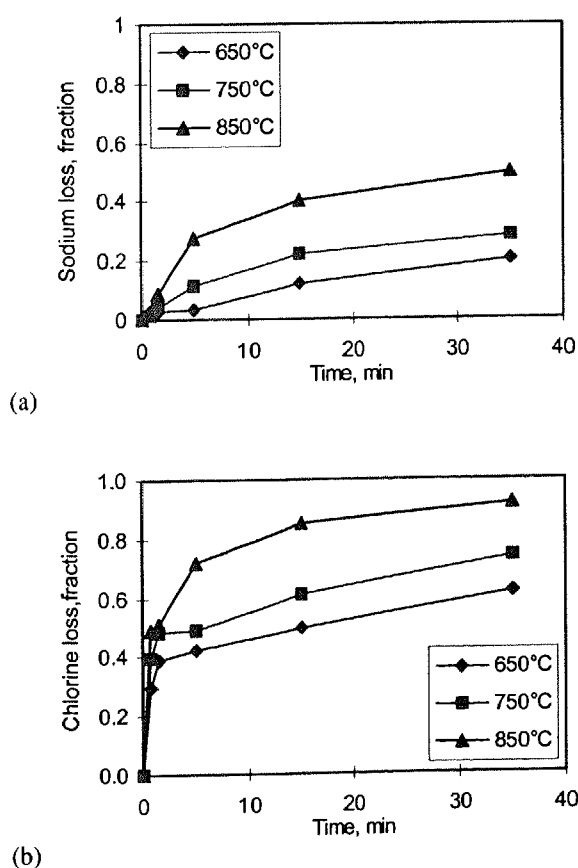 1
0.8
0.6
0.4
0.2
0
Sodium loss, fraction
650°C
750°C
850°C
0 10 20 30 40
Time, min
(a)
1.0
0.8
0.6
0.4
0.2
0.0
Chlorine loss,fraction
650°C
750°C
850°C
0 10 20 30 40
Time, min
(b)